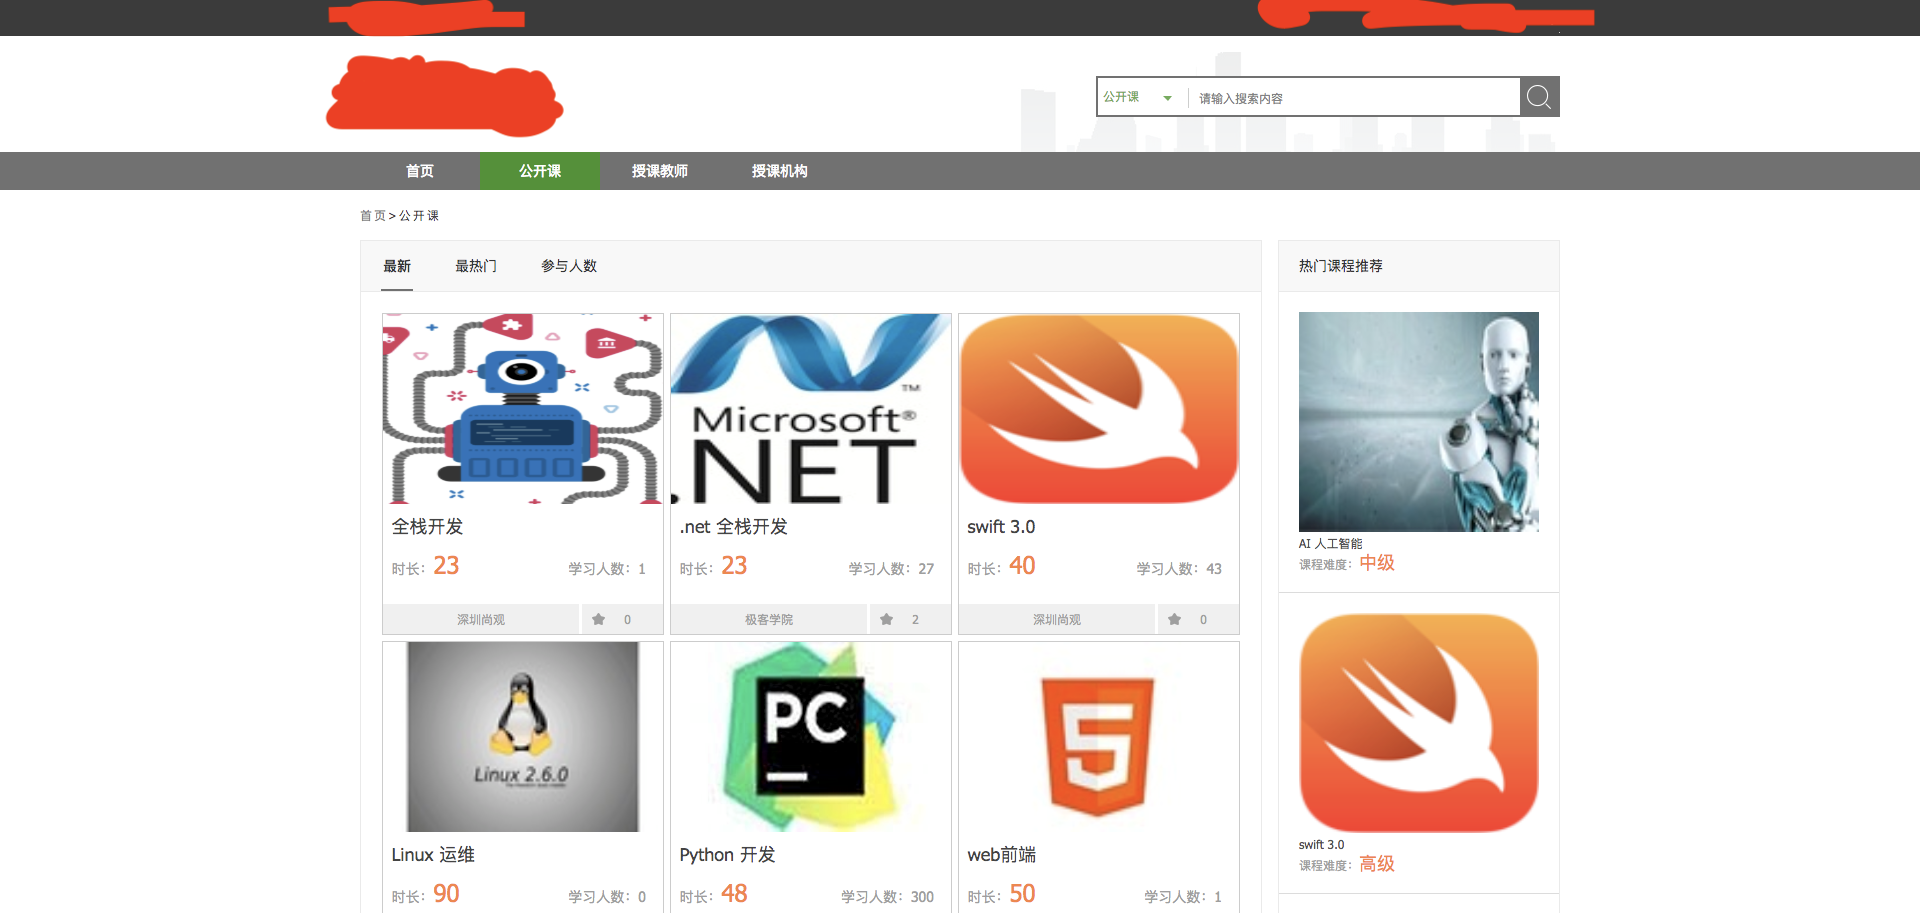 公开课
请输入搜索内容
首页 公开课 授课教师 授课机构
首页>公开课
最新 最热门 参与人数
热门课程推荐
TM
Microsoft®
.NET
全栈开发
时长：23 学习人数：1
深圳尚观 0
.net 全栈开发
时长：23 学习人数：27
极客学院 2
swift 3.0
时长：40 学习人数：43
深圳尚观 0
AI 人工智能
课程难度：中级
Linux 2.6.0
PC
5
Linux 运维
时长：90 学习人数：0
Python 开发
时长：48 学习人数：300
web前端
时长：50 学习人数：1
swift 3.0
课程难度：高级